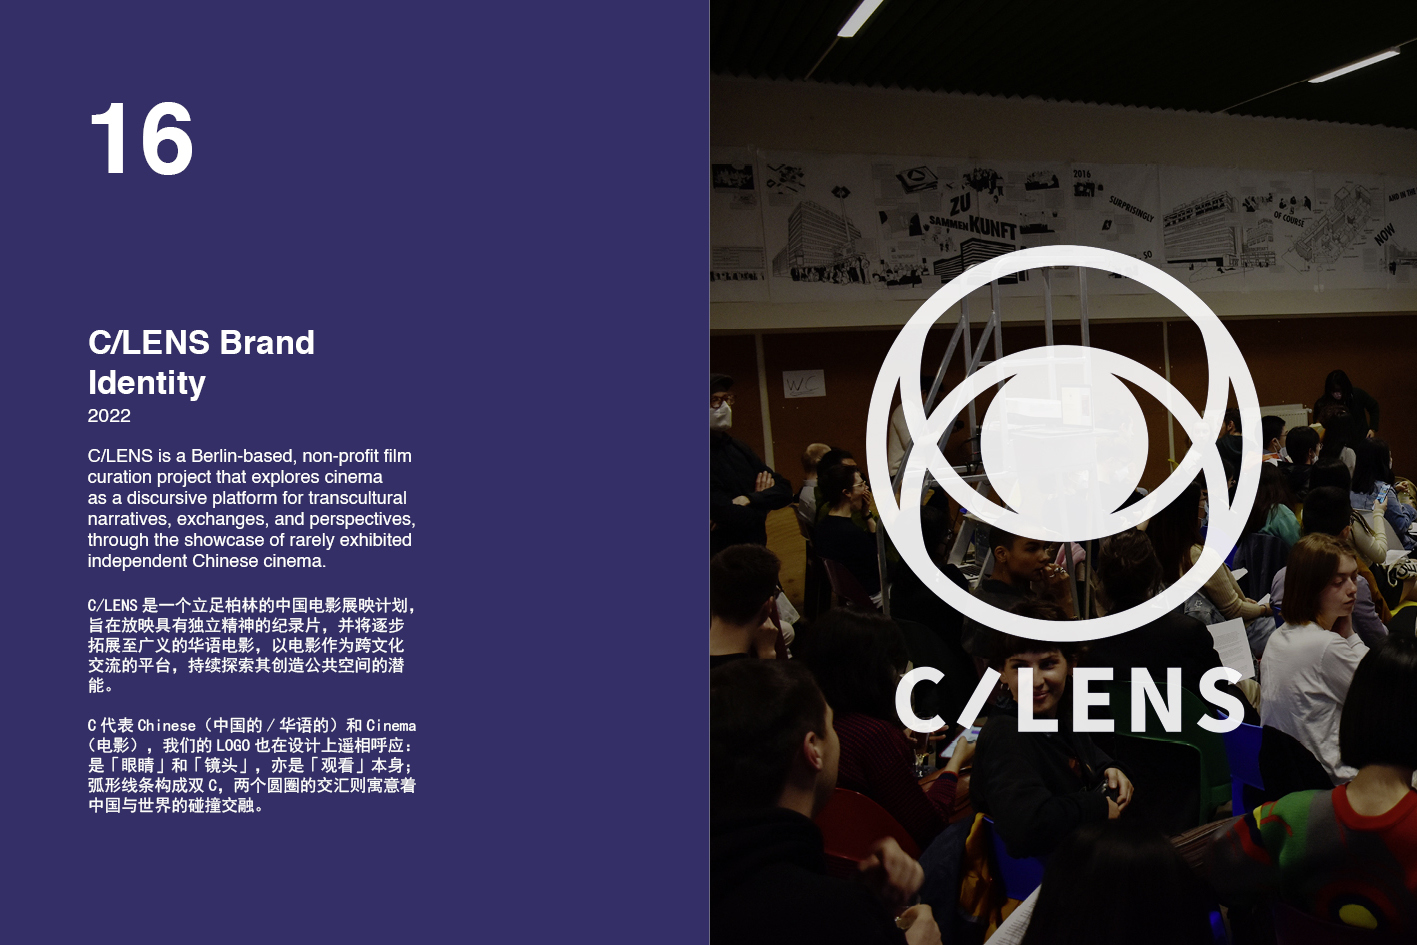 16
C/LENS Brand
Identity
2022
C/LENS is a Berlin-based, non-profit film
curation project that explores cinema
as a discursive platform for transcultural
narratives, exchanges, and perspectives,
through the showcase of rarely exhibited
independent Chinese cinema.
C/LENS 是一个立足柏林的中国电影展映计划，
旨在放映具有独立精神的纪录片，并将逐步
拓展至广义的华语电影，以电影作为跨文化
交流的平台，持续探索其创造公共空间的潜
能。
C 代表 Chinese（中国的 / 华语的）和 Cinema
（电影），我们的 LOGO 也在设计上遥相呼应：
是「眼睛」和「镜头」，亦是「观看」本身；
弧形线条构成双 C，两个圆圈的交汇则寓意着
中国与世界的碰撞交融。
2016
ZU
SAMMEN KUNFT
SURPRISINGLY
SO
OF COURSE
NOW
AND IN THE
WC
C/LENS